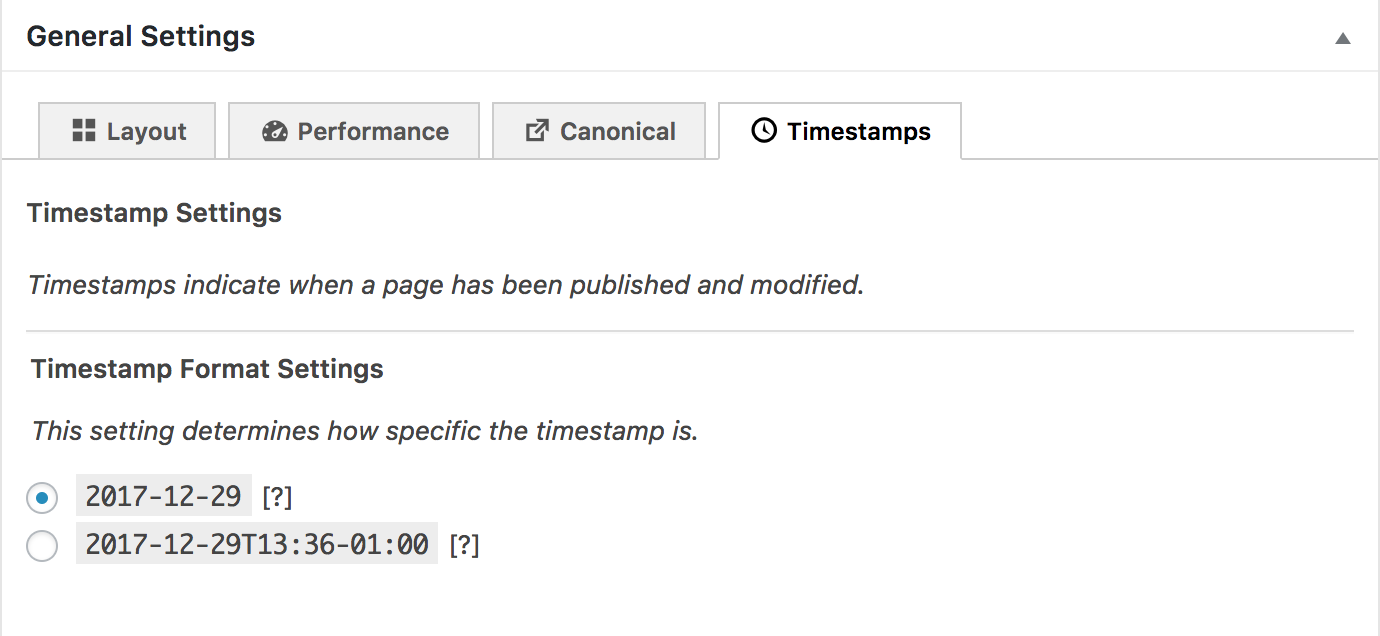 General Settings
Layout Performance Canonical Timestamps
Timestamp Settings
Timestamps indicate when a page has been published and modified.
Timestamp Format Settings
This setting determines how specific the timestamp is.
2017-12-29 [?]
2017-12-29T13:36-01:00 [?]